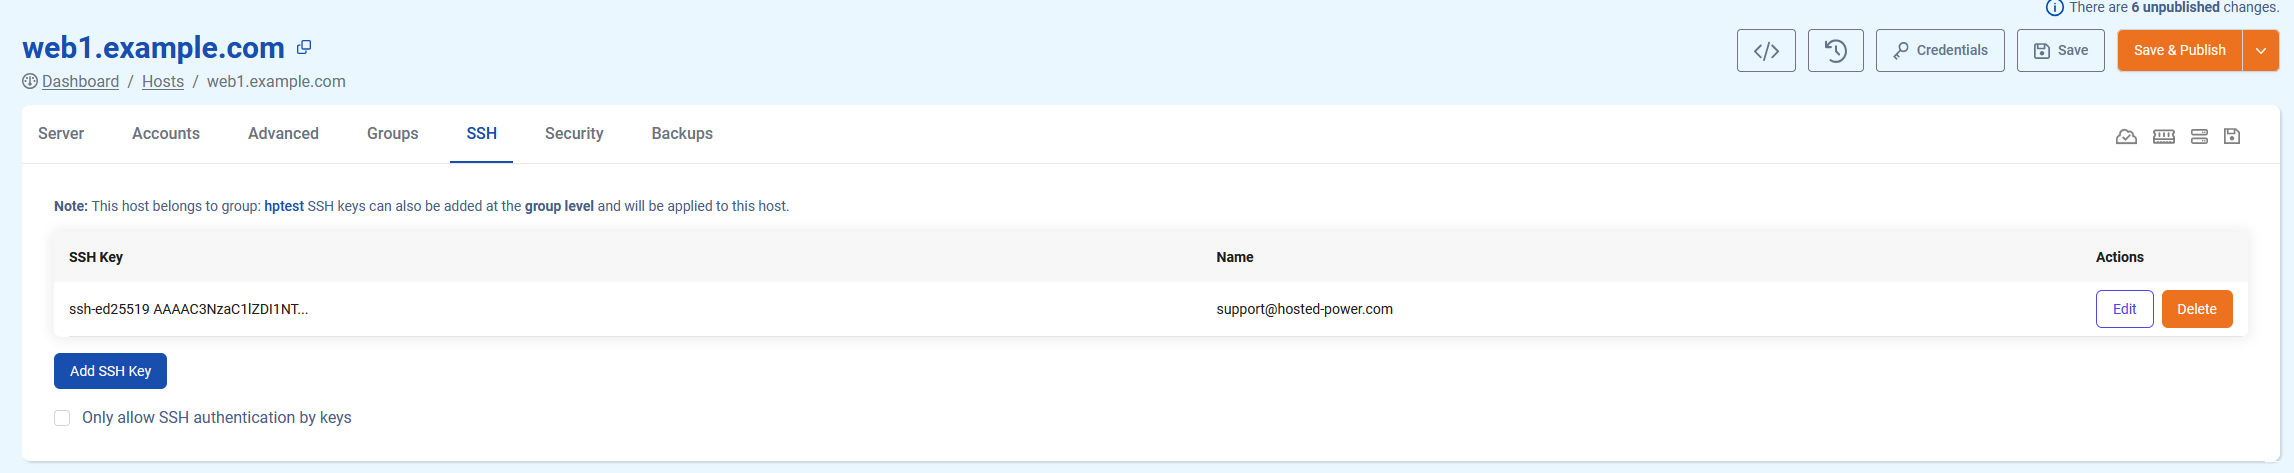 There are 6 unpublished changes.
web1.example.com
Credentials
Save
Save & Publish
Dashboard / Hosts / web1.example.com
Server
Accounts
Advanced
Groups
SSH
Security
Backups
Note: This host belongs to group: hptest SSH keys can also be added at the group level and will be applied to this host.
SSH Key Name Actions
ssh-ed25519 AAAAC3NzaC1lZDI1NT... support@hosted-power.com Edit Delete
Add SSH Key
Only allow SSH authentication by keys